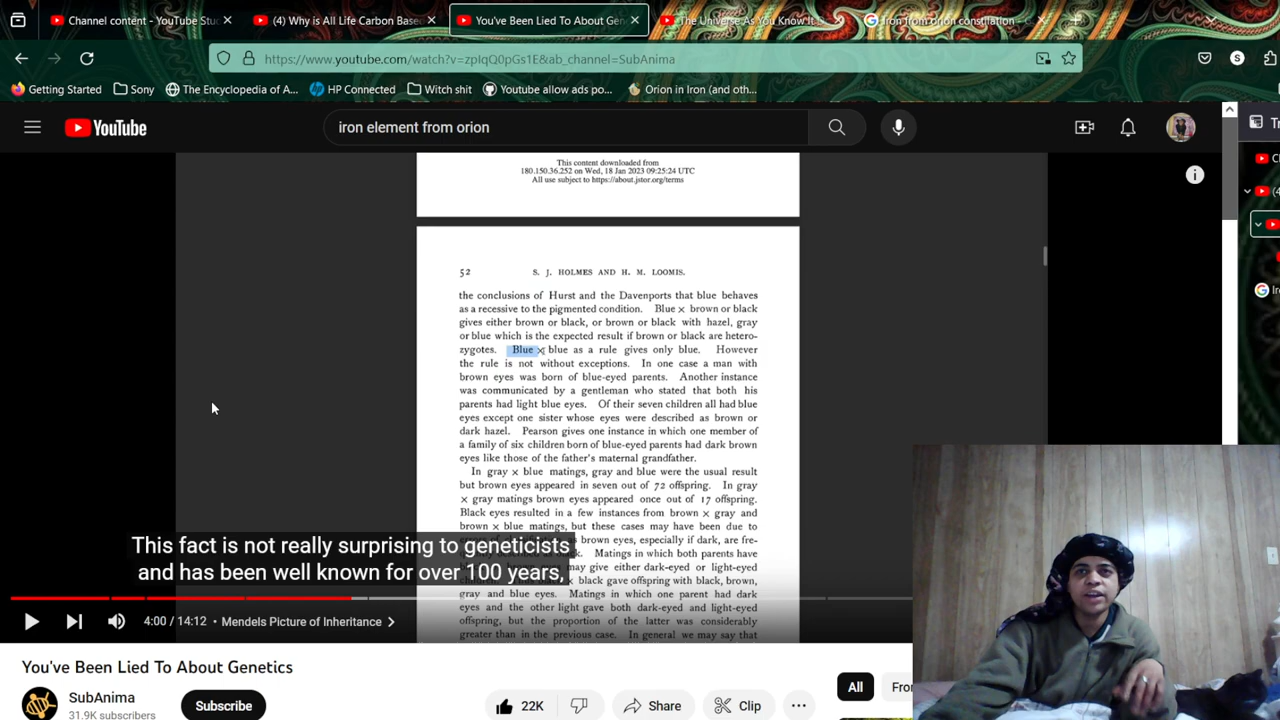 Channel content - YouTube Stu
(4) Why is All Life Carbon Base
You've Been Lied To About Gen
The Universe As You Know It D
Iron from orion constilation - G
https://www.youtube.com/watch?v=zpIqQ0pGs1E&ab_channel=SubAnima
S
Getting Started
Sony
The Encyclopedia of A...
HP Connected
Witch shit
Youtube allow ads po...
Orion in Iron (and oth...
YouTube
iron element from orion
This content downloaded from
180.150.36.252 on Wed, 18 Jan 2023 09:25:24 UTC
All use subject to https://about.jstor.org/terms
52 S. J. HOLMES AND H. M. LOOMIS.
the conclusions of Hurst and the Davenports that blue behaves
as a recessive to the pigmented condition. Blue × brown or black
gives either brown or black, or brown or black with hazel, gray
or blue which is the expected result if brown or black are hetero-
zygotes. Blue × blue as a rule gives only blue. However
the rule is not without exceptions. In one case a man with
brown eyes was born of blue-eyed parents. Another instance
was communicated by a gentleman who stated that both his
parents had light blue eyes. Of their seven children all had blue
eyes except one sister whose eyes were described as brown or
dark hazel. Pearson gives one instance in which one member of
a family of six children born of blue-eyed parents had dark brown
eyes like those of the father's maternal grandfather.
In gray × blue matings, gray and blue were the usual result
but brown eyes appeared in seven out of 72 offspring. In gray
× gray matings brown eyes appeared once out of 17 offspring.
Black eyes resulted in a few instances from brown × gray and
brown × blue matings, but these cases may have been due to
brown eyes, especially if dark, are fre-
Matings in which both parents have
may give either dark-eyed or light-eyed
black gave offspring with black, brown,
gray and blue eyes. Matings in which one parent had dark
eyes and the other light gave both dark-eyed and light-eyed
offspring, but the proportion of the latter was considerably
greater than in the previous case. In general we may say that
This fact is not really surprising to geneticists
and has been well known for over 100 years,
4:00 / 14:12 • Mendels Picture of Inheritance
You've Been Lied To About Genetics
SubAnima
31.9K subscribers
Subscribe
22K
Share
Clip
All
Fro
Tr
C
(4
Ir